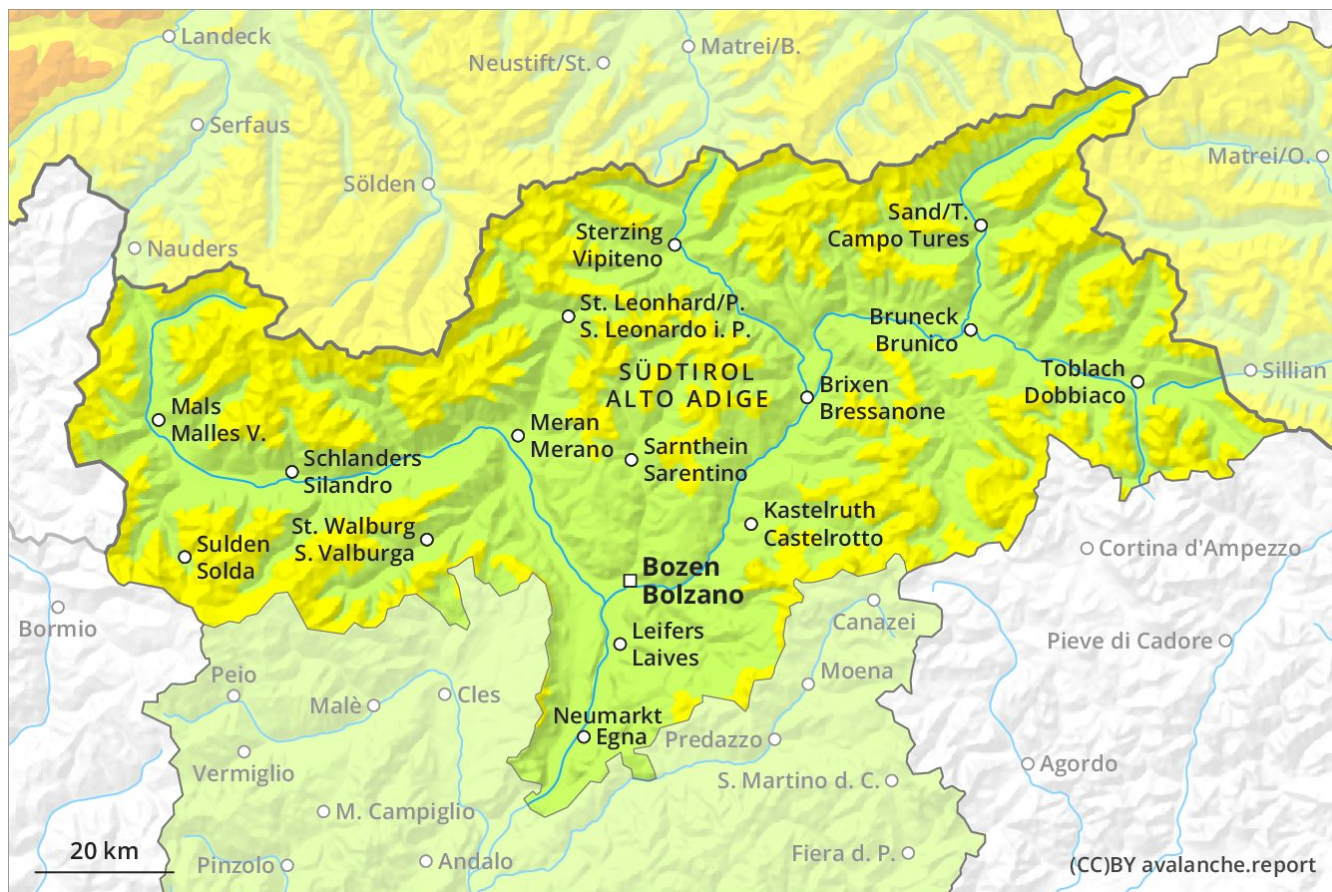 Landeck
Matrei/B.
Neustift/St.
Serfaus
Matrei/O.
Sölden
Sand/T.
Campo Tures
Nauders
Sterzing
Vipiteno
St. Leonhard/P.
S. Leonardo i. P.
Bruneck
Brunico
Toblach
Dobbiaco
Sillian
SÜDTIROL
ALTO ADIGE
Brixen
Bressanone
Mals
Malles V.
Meran
Merano
Sarnthein
Sarentino
Schlanders
Silandro
St. Walburg
S. Valburga
Kastelruth
Castelrotto
Sulden
Solda
Cortina d'Ampezzo
Bozen
Bolzano
Bormio
Canazei
Leifers
Laives
Pieve di Cadore
Peio
Moena
Malè
Cles
Neumarkt
Egna
Predazzo
Vermiglio
Agordo
S. Martino d. C.
M. Campiglio
20 km
Pinzolo
Andalo
Fiera d. P.
(CC)BY avalanche.report